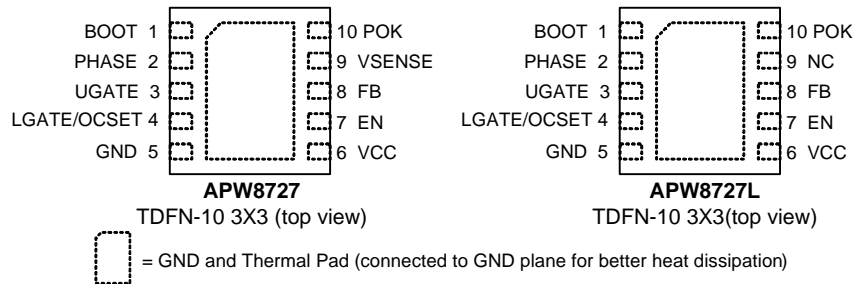 BOOT 1 10 POK BOOT 1 10 POK
PHASE 2 9 VSENSE PHASE 2 9 NC
UGATE 3 8 FB UGATE 3 8 FB
LGATE/OCSET 4 7 EN LGATE/OCSET 4 7 EN
GND 5 6 VCC GND 5 6 VCC
APW8727 APW8727L
TDFN-10 3X3 (top view) TDFN-10 3X3(top view)
= GND and Thermal Pad (connected to GND plane for better heat dissipation)